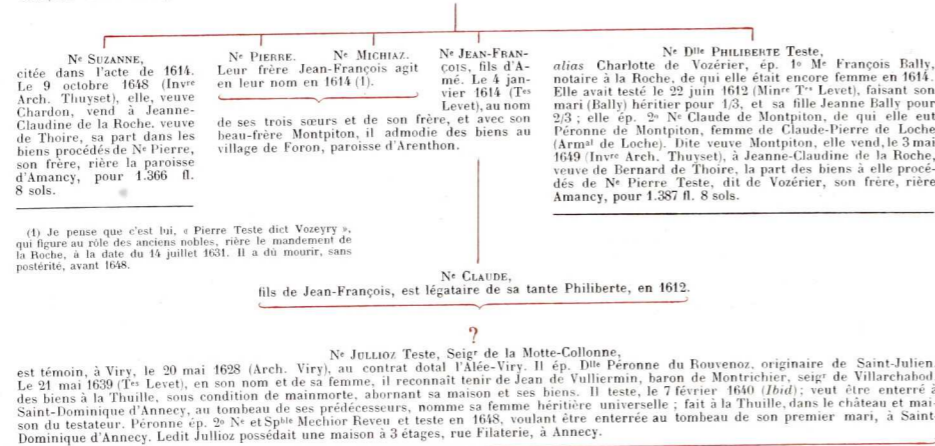 Nᵉ SUZANNE,
citée dans l'acte de 1614.
Le 9 octobre 1648 (Invʳᵉ
Arch. Thuyset), elle, veuve
Chardon, vend à Jeanne-
Claudine de la Roche. veuve
de Thoire, sa part dans les
biens procédés de Nᵉ Pierre,
son frère, rière la paroisse
d'Amancy, pour 1.366 fl.
8 sols.
Nᵉ PIERRE. Nᵉ MICHIAZ.
Leur frère Jean-François agit
en leur nom en 1614 (1).
Nᵉ JEAN-FRAN-
ÇOIS, fils d'A-
mé. Le 4 jan-
vier 1614 (Tᵉˢ
Levet), au nom
de ses trois sœurs et de son frère, et avec son
beau-frère Montpiton, il admodie des biens au
village de Foron, paroisse d'Arenthon.
Nᵉ Dˡˡᵉ PHILIBERTE Teste,
alias Charlotte de Vozérier, ép. 1º Mᵉ François Bally,
notaire à la Roche, de qui elle était encore femme en 1614.
Elle avait testé le 22 juin 1612 (Minᵉ Tᵉˢ Levet), faisant son
mari (Bally) héritier pour 1/3, et sa fille Jeanne Bally pour
2/3 ; elle ép. 2º Nᵉ Claude de Montpiton, de qui elle eut
Péronne de Montpiton, femme de Claude-Pierre de Loche
(Armᵃˡ de Loche). Dite veuve Montpiton, elle vend, le 3 mai
1649 (Invʳᵉ Arch. Thuyset), à Jeanne-Claudine de la Roche,
veuve de Bernard de Thoire, la part des biens à elle procé-
dés de Nᵉ Pierre Teste, dit de Vozérier, son frère, rière
Amancy, pour 1.387 fl. 8 sols.
(1) Je pense que c'est lui, « Pierre Teste dict Vozeyry »,
qui figure au rôle des anciens nobles, rière le mandement de
la Roche, à la date du 14 juillet 1631. Il a dû mourir, sans
postérité, avant 1648.
Nᵉ CLAUDE,
fils de Jean-François, est légataire de sa tante Philiberte, en 1612.
?
Nᵉ JULLIOZ Teste, Seigʳ de la Motte-Collonne,
est témoin, à Viry, le 20 mai 1628 (Arch. Viry), au contrat dotal l'Alée-Viry. Il ép. Dˡˡᵉ Péronne du Rouvenoz, originaire de Saint-Julien.
Le 21 mai 1639 (Tᵉˢ Levet), en son nom et de sa femme, il reconnaît tenir de Jean de Vulliermin, baron de Montrichier, seigʳ de Villarchabod,
des biens à la Thuille, sous condition de mainmorte, abornant sa maison et ses biens. Il teste, le 7 février 1640 (Ibid) ; veut être enterré à
Saint-Dominique d'Annecy, au tombeau de ses prédécesseurs, nomme sa femme héritière universelle ; fait à la Thuille, dans le château et mai-
son du testateur. Péronne ép. 2º Nᵉ et Spˡᵉ Mechior Reveu et teste en 1648, voulant être enterrée au tombeau de son premier mari, à Saint-
Dominique d'Annecy. Ledit Jullioz possédait une maison à 3 étages, rue Filaterie, à Annecy.